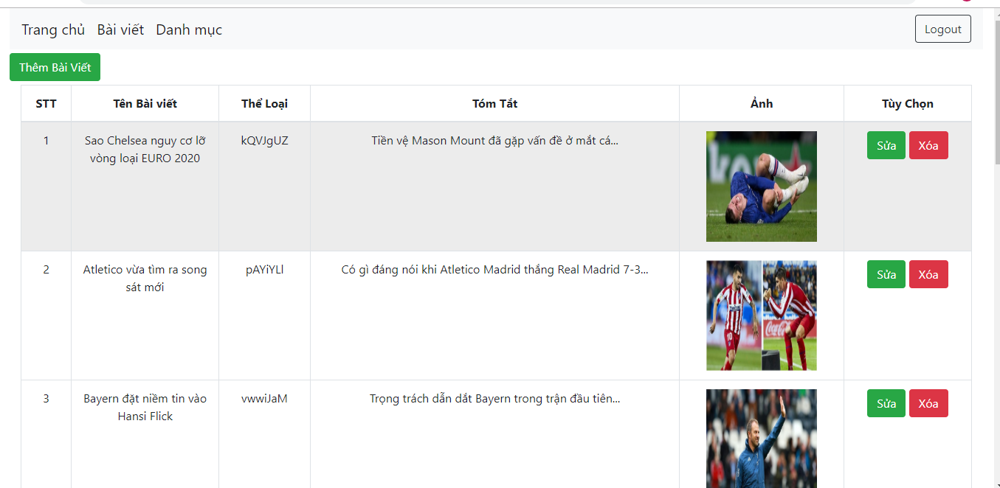 Trang chủ Bài viết Danh mục Logout
Thêm Bài Viết
STT Tên Bài viết Thể Loại Tóm Tắt Ảnh Tùy Chọn
1 Sao Chelsea nguy cơ lỡ kQVJgUZ Tiền vệ Mason Mount đã gặp vấn đề ở mắt cá... Sửa Xóa
vòng loại EURO 2020
2 Atletico vừa tìm ra song pAYiYLl Có gì đáng nói khi Atletico Madrid thắng Real Madrid 7-3... Sửa Xóa
sát mới
10
Coca-Cola
3 Bayern đặt niềm tin vào vwwiJaM Trọng trách dẫn dắt Bayern trong trận đầu tiên... Sửa Xóa
Hansi Flick